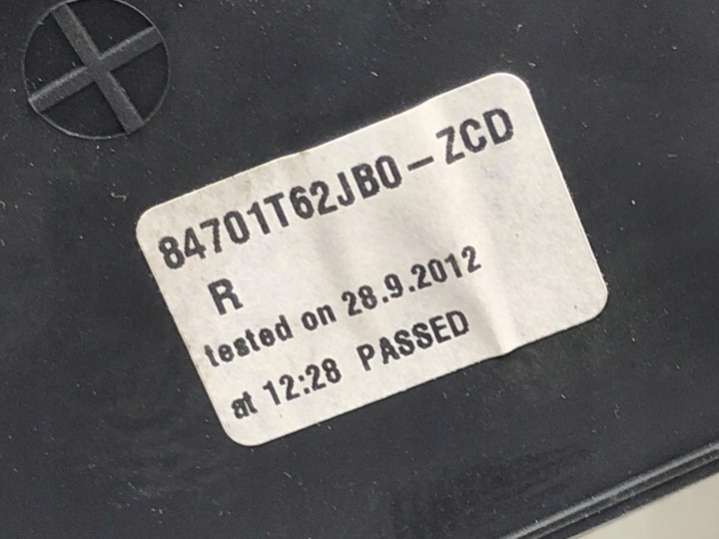 84701T62JB0-ZCD
R
tested on 28.9.2012
at 12:28 PASSED